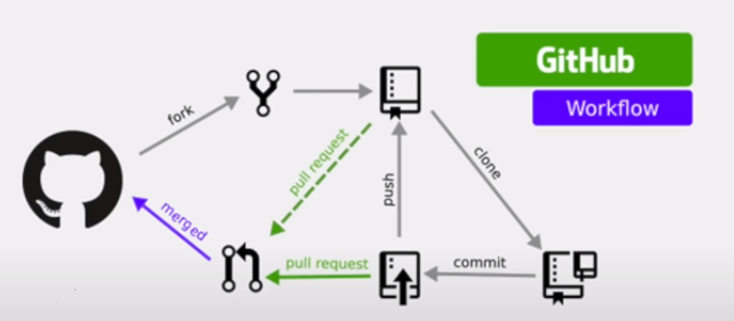 GitHub
Workflow
fork
pull request
clone
push
merged
pull request
commit